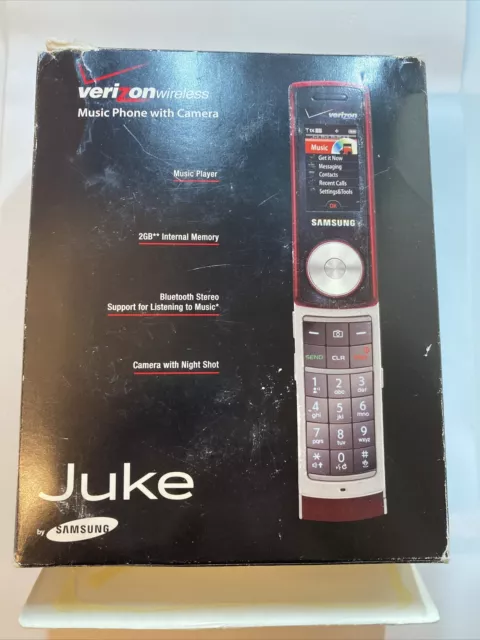 verizonwireless
Music Phone with Camera
Music Player
2GB** Internal Memory
Bluetooth Stereo
Support for Listening to Music*
Camera with Night Shot
Juke
by SAMSUNG
verizon
Music
Get it Now
Messaging
Contacts
Recent Calls
Settings&Tools
OK
SAMSUNG
SEND CLR
1 2 abc 3 def
4 ghi 5 jkl 6 mno
7 pqrs 8 tuv 9 wxyz
* 0 #